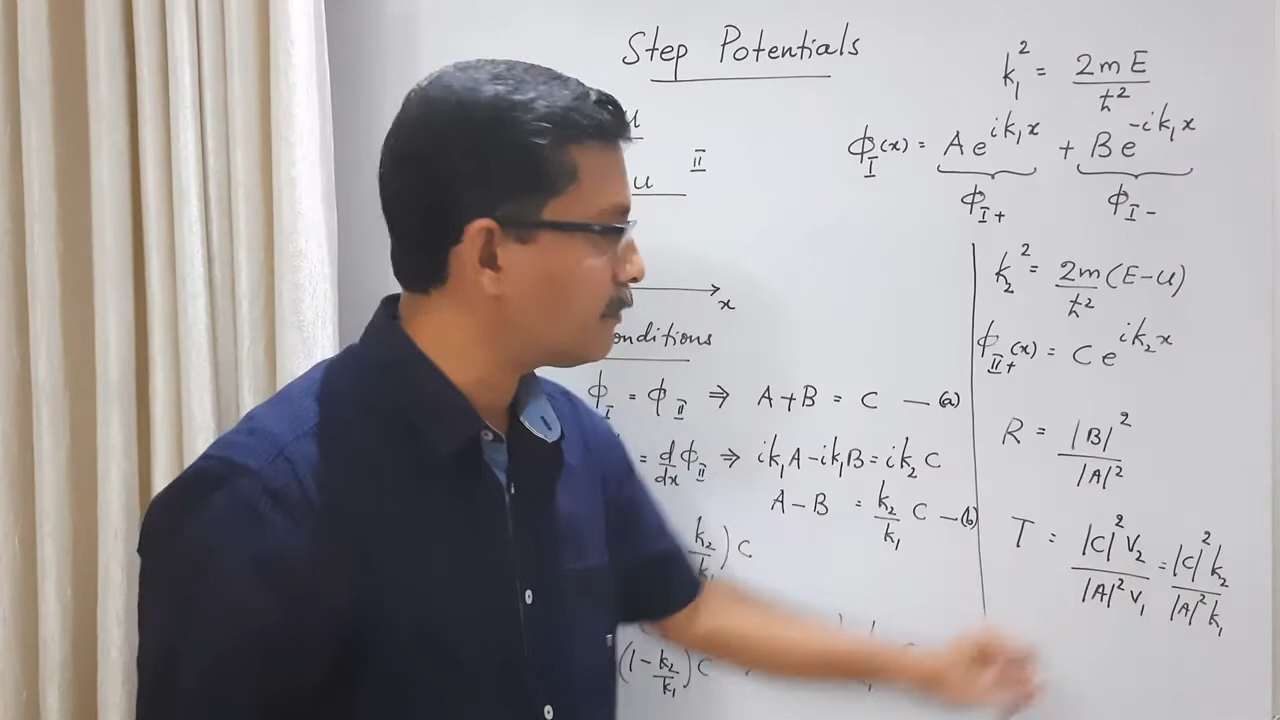 Step Potentials
u
II
u
x
onditions
ϕ_I = ϕ_II ⇒ A+B = C — (a)
= d/dx ϕ_II ⇒ ik₁A - ik₁B = ik₂C
A - B = k₂/k₁ C — (b)
k₂/k₁) C
(1 - k₂/k₁) C
k₁² = 2mE/ħ²
ϕ_I(x) = Ae^{ik₁x} + Be^{-ik₁x}
ϕ_I+ ϕ_I-
k₂² = 2m/ħ² (E-u)
ϕ_II+(x) = Ce^{ik₂x}
R = |B|²/|A|²
T = |C|²v₂/|A|²v₁ = |C|²k₂/|A|²k₁